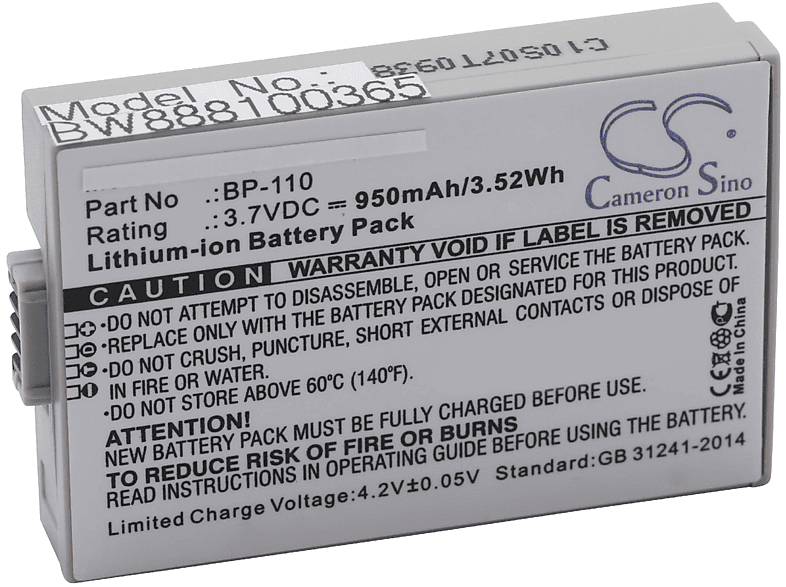 C10S07T0938
Model No.:
BW888100365
Cameron Sino
Part No .: BP-110
Rating .: 3.7VDC ⎓ 950mAh/3.52Wh
Lithium-ion Battery Pack
CAUTION WARRANTY VOID IF LABEL IS REMOVED
•DO NOT ATTEMPT TO DISASSEMBLE, OPEN OR SERVICE BATTERY PACK.
•REPLACE ONLY WITH THE BATTERY PACK DESIGNATED FOR THIS PRODUCT.
•DO NOT CRUSH, PUNCTURE, SHORT EXTERNAL CONTACTS OR DISPOSE OF
IN FIRE OR WATER.
•DO NOT STORE ABOVE 60°C (140°F).
ATTENTION!
NEW BATTERY PACK MUST BE FULLY CHARGED BEFORE USE.
TO REDUCE RISK OF FIRE OR BURNS
READ INSTRUCTIONS IN OPERATING GUIDE BEFORE USING THE BATTERY.
Limited Charge Voltage:4.2V±0.05V Standard:GB 31241-2014
CE
Made In China